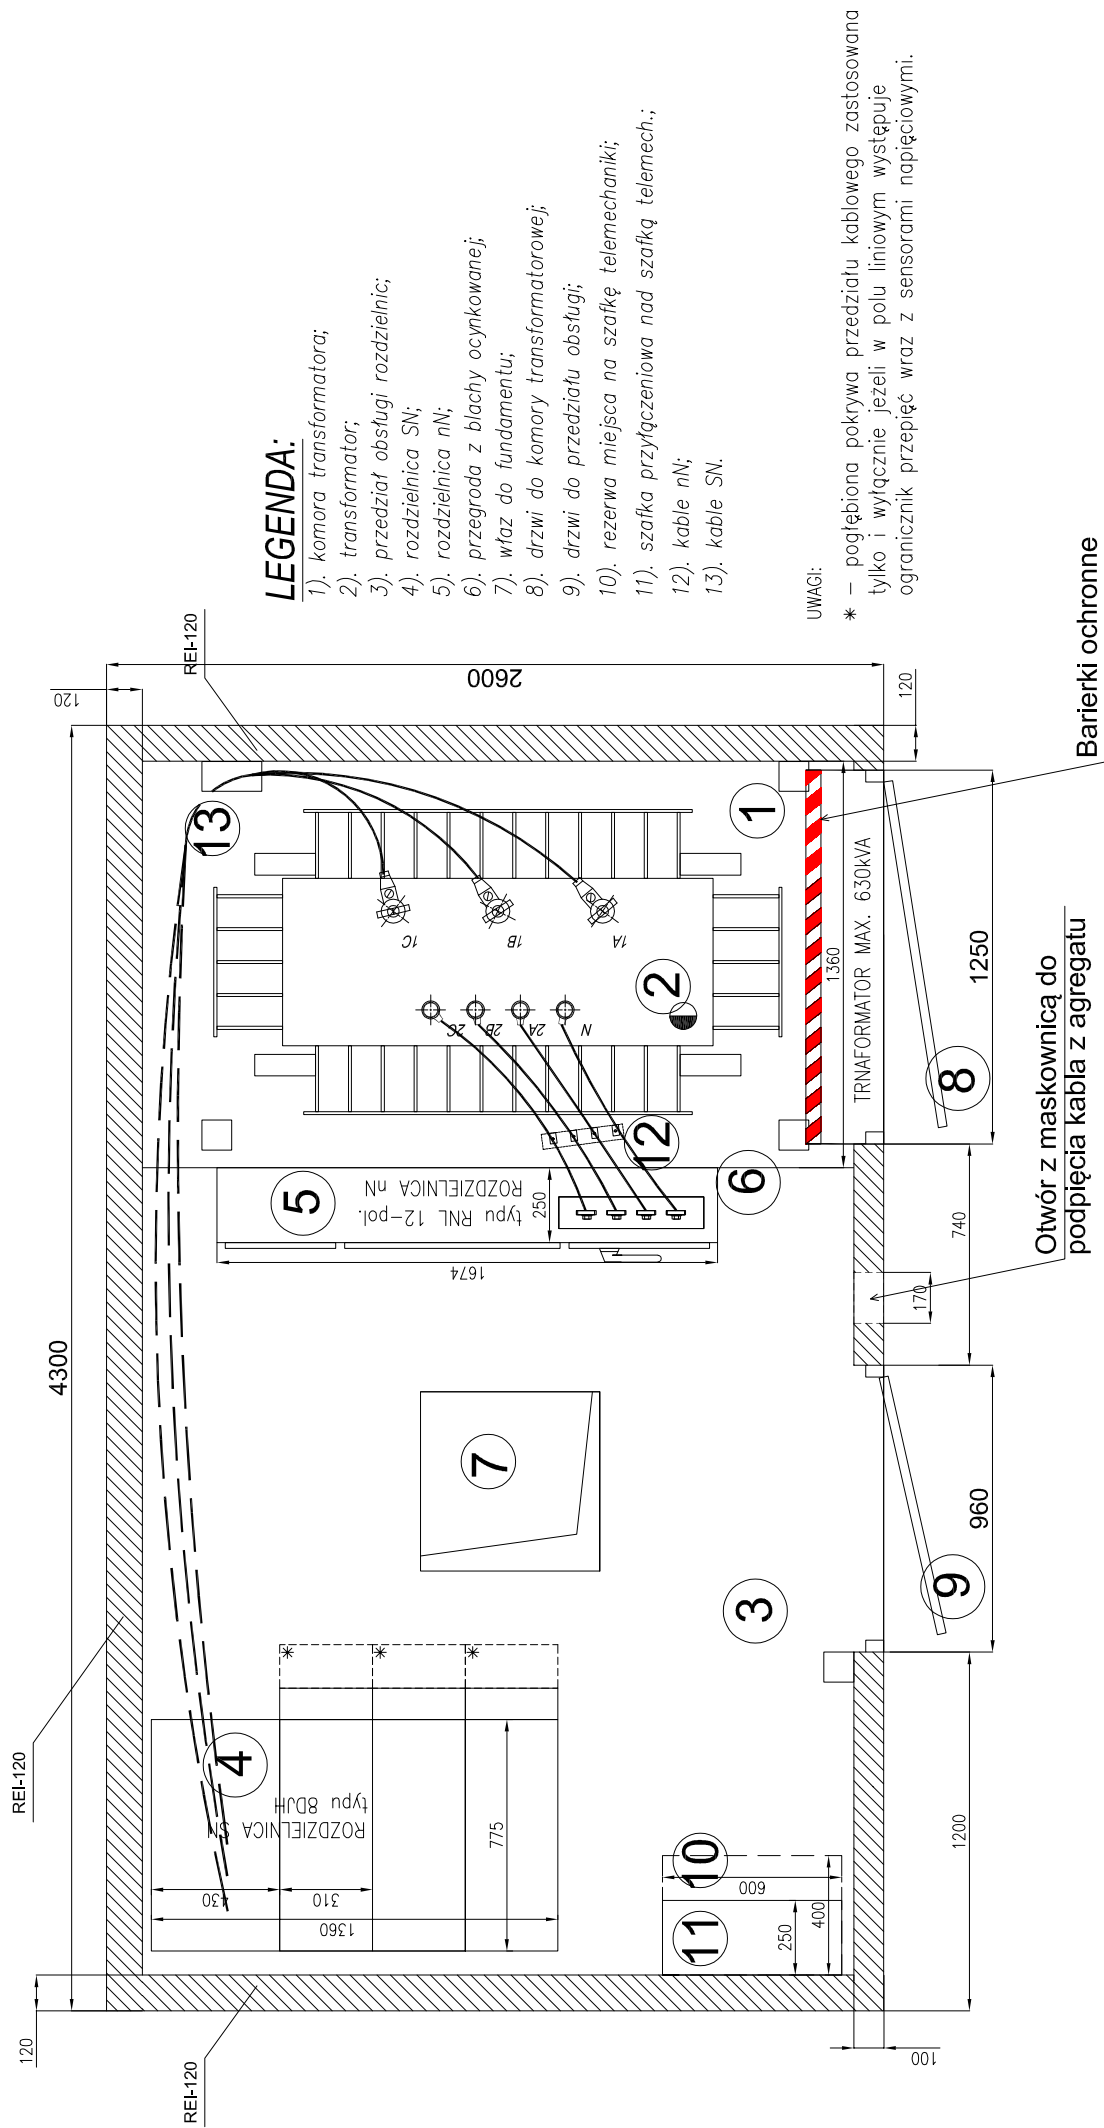 LEGENDA:
1). komora transformatora;
2). transformator;
3). przedział obsługi rozdzielnic;
4). rozdzielnica SN;
5). rozdzielnica nN;
6). przegroda z blachy ocynkowanej;
7). właz do fundamentu;
8). drzwi do komory transformatorowej;
9). drzwi do przedziału obsługi;
10). rezerwa miejsca na szafkę telemechaniki;
11). szafka przyłączeniowa nad szafką telemech.;
12). kable nN;
13). kable SN.
UWAGI:
* – pogłębiona pokrywa przedziału kablowego zastosowana
tylko i wyłącznie jeżeli w polu liniowym występuje
ogranicznik przepięć wraz z sensorami napięciowymi.
Barierki ochronne
Otwór z maskownicą do
podpięcia kabla z agregatu
TRNAFORMATOR MAX. 630kVA
ROZDZIELNICA nN
typu RNL 12–pol.
ROZDZIELNICA SN
typu 8DJH
REI-120
REI-120
REI-120
4300
2600
120
120
120
100
1360
1250
740
170
960
1200
1674
250
775
430
310
1360
600
400
250
1C
1B
1A
2C
2B
2A
N
*
*
*
1
2
3
4
5
6
7
8
9
10
11
12
13